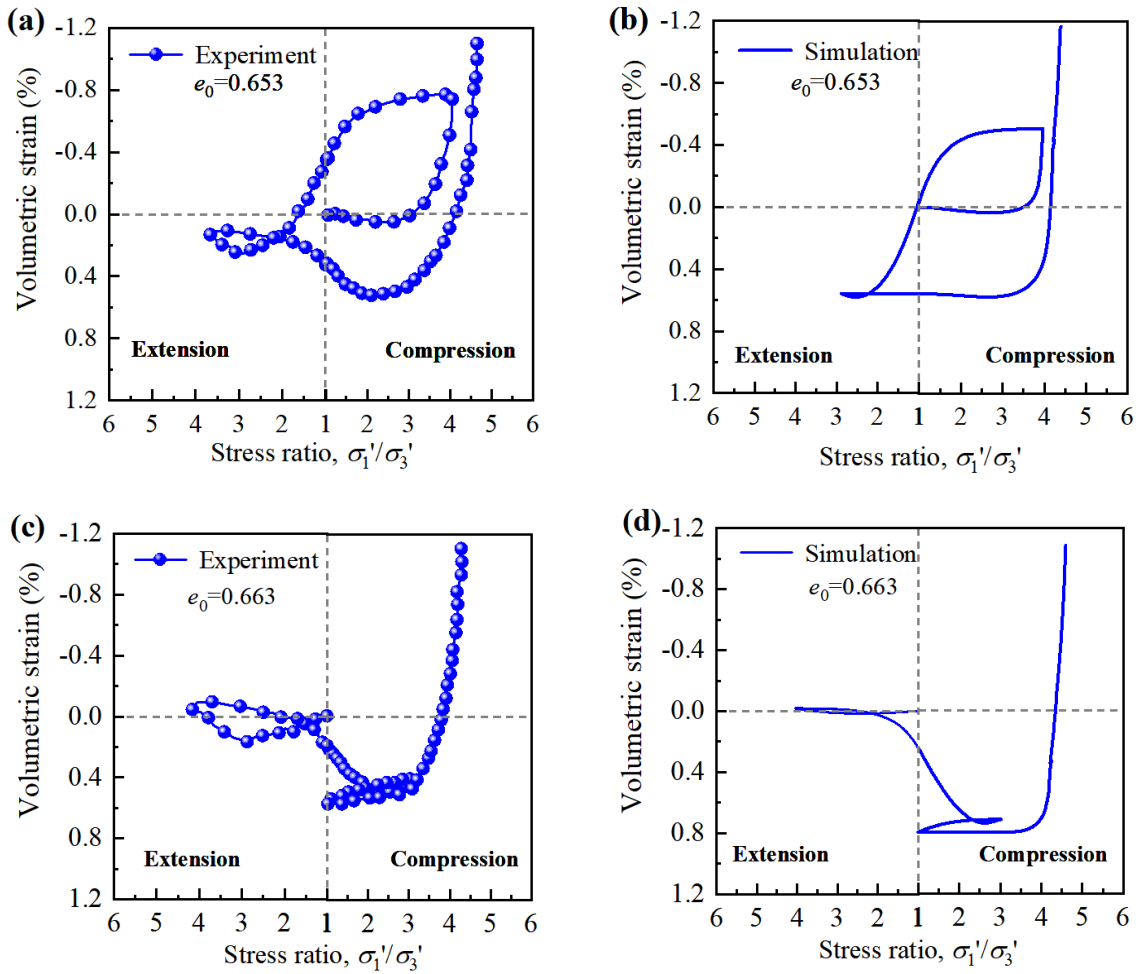 (a)
Experiment
e0=0.653
Volumetric strain (%)
-1.2
-0.8
-0.4
0.0
0.4
0.8
1.2
Extension
Compression
6 5 4 3 2 1 2 3 4 5 6
Stress ratio, σ1'/σ3'
(b)
Simulation
e0=0.653
Volumetric strain (%)
-1.2
-0.8
-0.4
0.0
0.4
0.8
1.2
Extension
Compression
6 5 4 3 2 1 2 3 4 5 6
Stress ratio, σ1'/σ3'
(c)
Experiment
e0=0.663
Volumetric strain (%)
-1.2
-0.8
-0.4
0.0
0.4
0.8
1.2
Extension
Compression
6 5 4 3 2 1 2 3 4 5 6
Stress ratio, σ1'/σ3'
(d)
Simulation
e0=0.663
Volumetric strain (%)
-1.2
-0.8
-0.4
0.0
0.4
0.8
1.2
Extension
Compression
6 5 4 3 2 1 2 3 4 5 6
Stress ratio, σ1'/σ3'